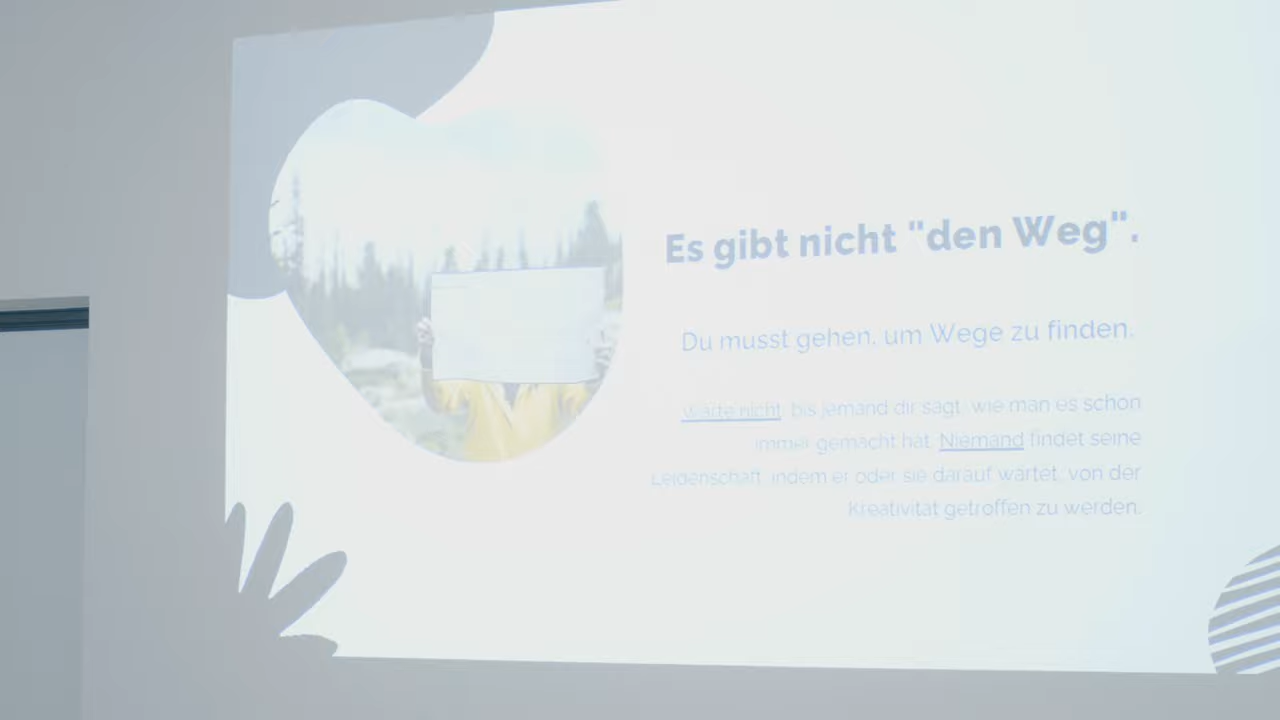 Es gibt nicht "den Weg".
Du musst gehen, um Wege zu finden.
Warte nicht, bis jemand dir sagt, wie man es schon
immer gemacht hat. Niemand findet seine
Leidenschaft, indem er oder sie darauf wartet, von der
Kreativität getroffen zu werden.